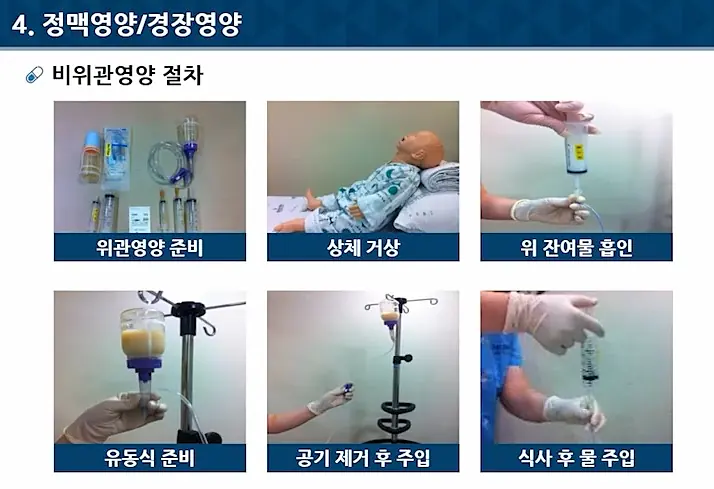 4. 정맥영양/경장영양
비위관영양 절차
위관영양 준비
상체 거상
위 잔여물 흡인
유동식 준비
공기 제거 후 주입
식사 후 물 주입